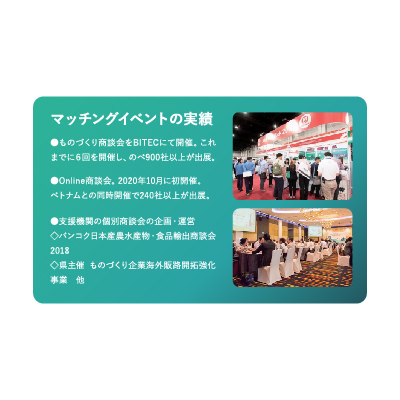 マッチングイベントの実績
●ものづくり商談会をBITECにて開催。これ
までに6回を開催し、のべ900社以上が出展。
●Online商談会。2020年10月に初開催。
ベトナムとの同時開催で240社以上が出展。
●支援機関の個別商談会の企画・運営
◇バンコク日本産農水産物・食品輸出商談会
2018
◇県主催 ものづくり企業海外販路開拓強化
事業 他